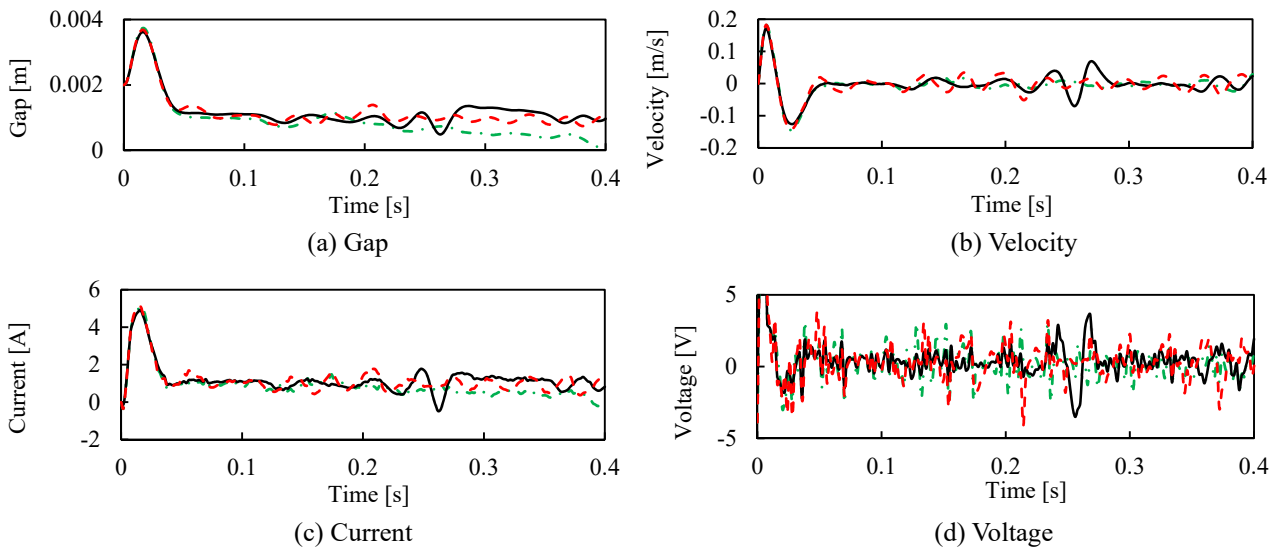 0.004
0.002
0
Gap [m]
0 0.1 0.2 0.3 0.4
Time [s]
(a) Gap
0.2
0.1
0
-0.1
-0.2
Velocity [m/s]
0 0.1 0.2 0.3 0.4
Time [s]
(b) Velocity
6
4
2
0
-2
Current [A]
0 0.1 0.2 0.3 0.4
Time [s]
(c) Current
5
0
-5
Voltage [V]
0 0.1 0.2 0.3 0.4
Time [s]
(d) Voltage